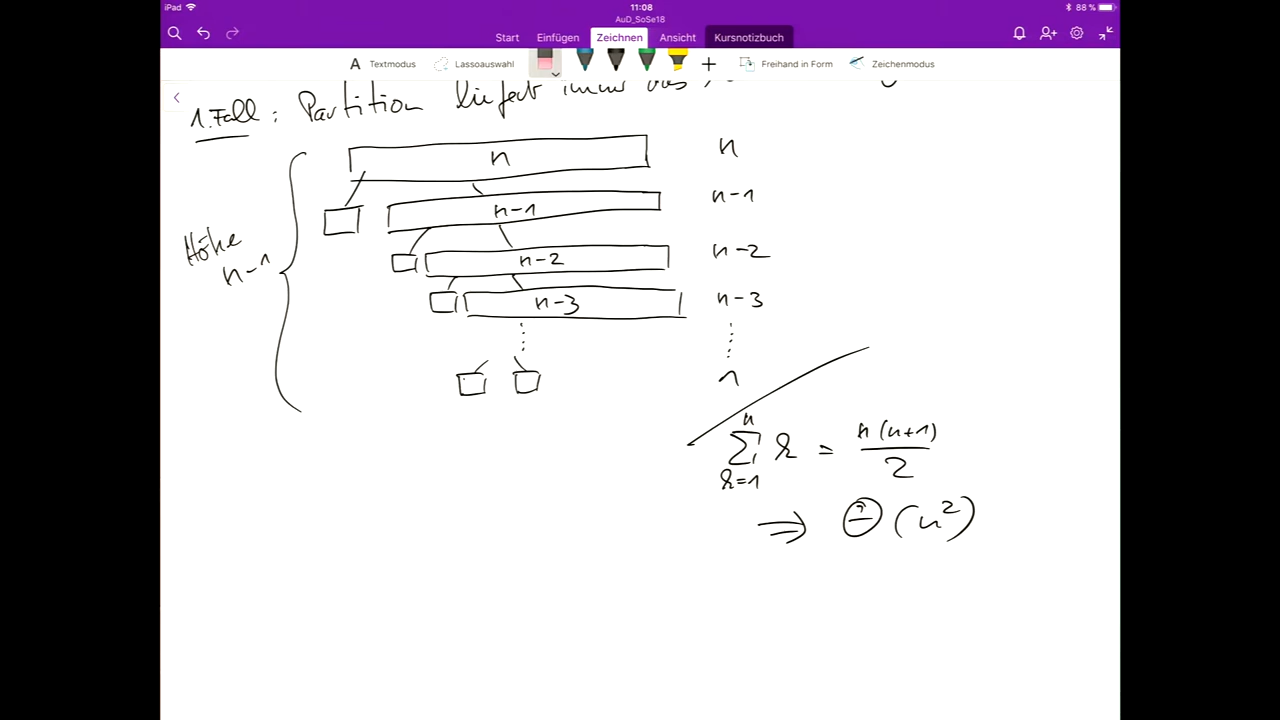 iPad 11:08 88 %
AuD_SoSe18
Start Einfügen Zeichnen Ansicht Kursnotizbuch
A Textmodus Lassoauswahl Freihand in Form Zeichenmodus
1. Fall : Partition liefert immer
n n
n-1 n-1
Höhe
n-1
n-2 n-2
n-3 n-3
1
n
∑ k = n(n+1)/2
k=1
⇒ Θ(n²)